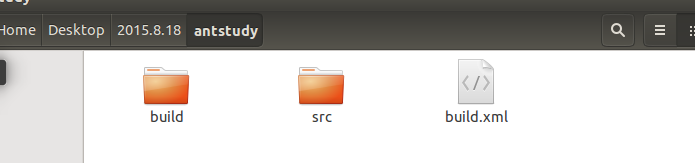 Home Desktop 2015.8.18 antstudy
build src build.xml